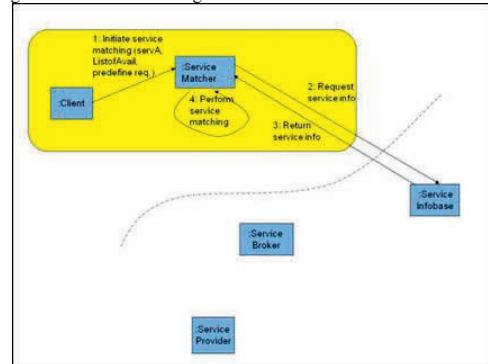 1: Initiate service
matching (servA,
ListofAvail,
predefine req.)
:Service
Matcher
:Client
2: Request
service info
4: Perform
service
matching
3: Return
service info
:Service
Infobase
:Service
Broker
:Service
Provider